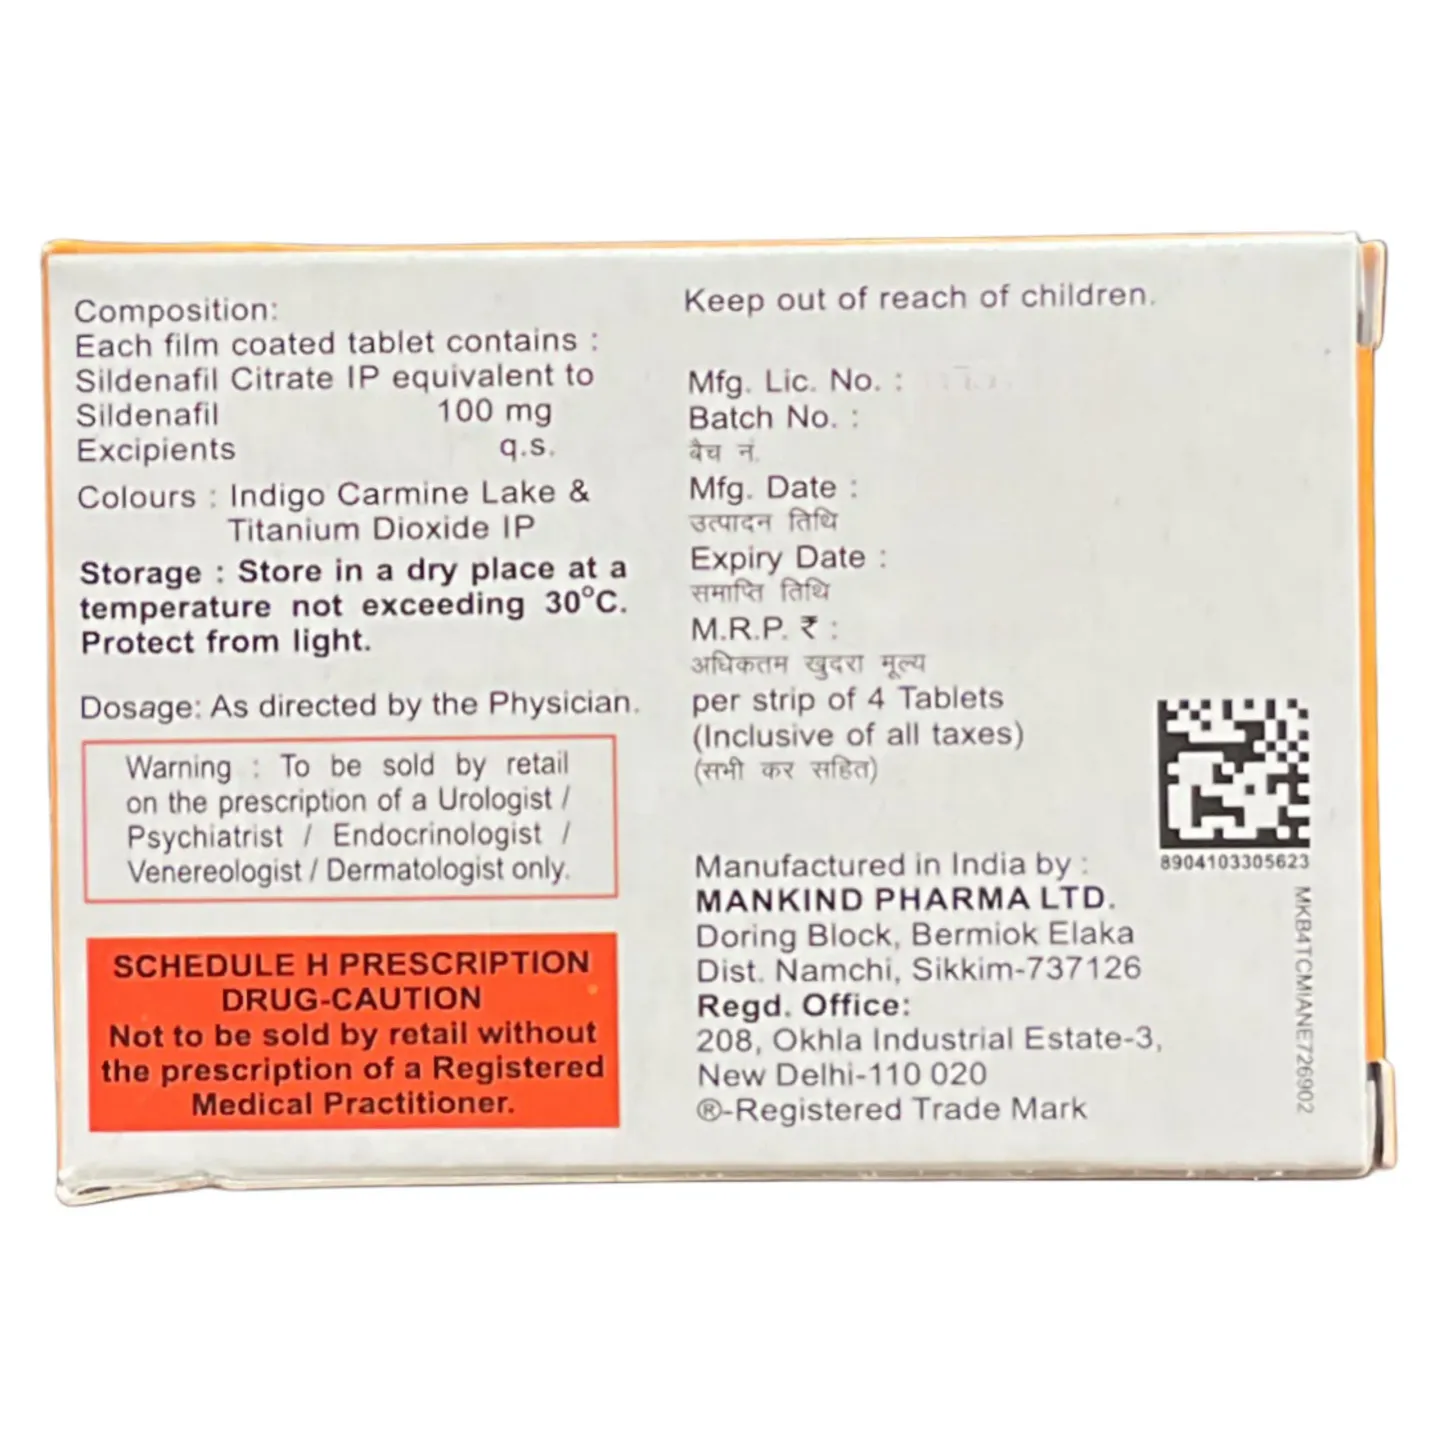 Composition:
Each film coated tablet contains :
Sildenafil Citrate IP equivalent to
Sildenafil 100 mg
Excipients q.s.
Colours : Indigo Carmine Lake &
Titanium Dioxide IP
Storage : Store in a dry place at a
temperature not exceeding 30°C.
Protect from light.
Dosage: As directed by the Physician.
Warning : To be sold by retail
on the prescription of a Urologist /
Psychiatrist / Endocrinologist /
Venereologist / Dermatologist only.
SCHEDULE H PRESCRIPTION
DRUG-CAUTION
Not to be sold by retail without
the prescription of a Registered
Medical Practitioner.
Keep out of reach of children.
Mfg. Lic. No. :
Batch No. :
बैच नं.
Mfg. Date :
उत्पादन तिथि
Expiry Date :
समाप्ति तिथि
M.R.P. ₹ :
अधिकतम खुदरा मूल्य
per strip of 4 Tablets
(Inclusive of all taxes)
(सभी कर सहित)
8904103305623
Manufactured in India by :
MANKIND PHARMA LTD.
Doring Block, Bermiok Elaka
Dist. Namchi, Sikkim-737126
Regd. Office:
208, Okhla Industrial Estate-3,
New Delhi-110 020
®-Registered Trade Mark
MKB4TCMIANE726902